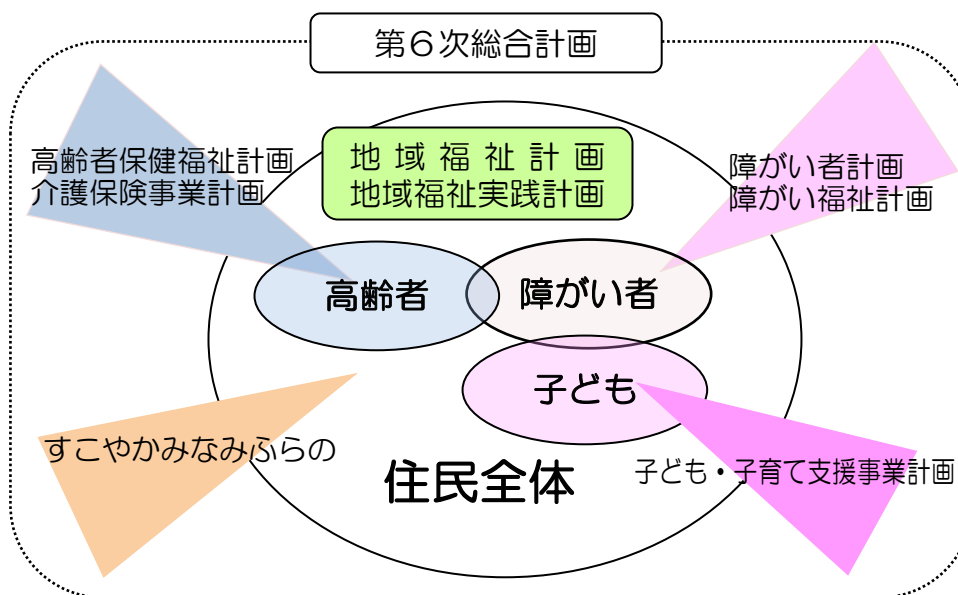 第6次総合計画
地域福祉計画
地域福祉実践計画
高齢者保健福祉計画
介護保険事業計画
障がい者計画
障がい福祉計画
高齢者
障がい者
子ども
すこやかみなみふらの
住民全体
子ども・子育て支援事業計画